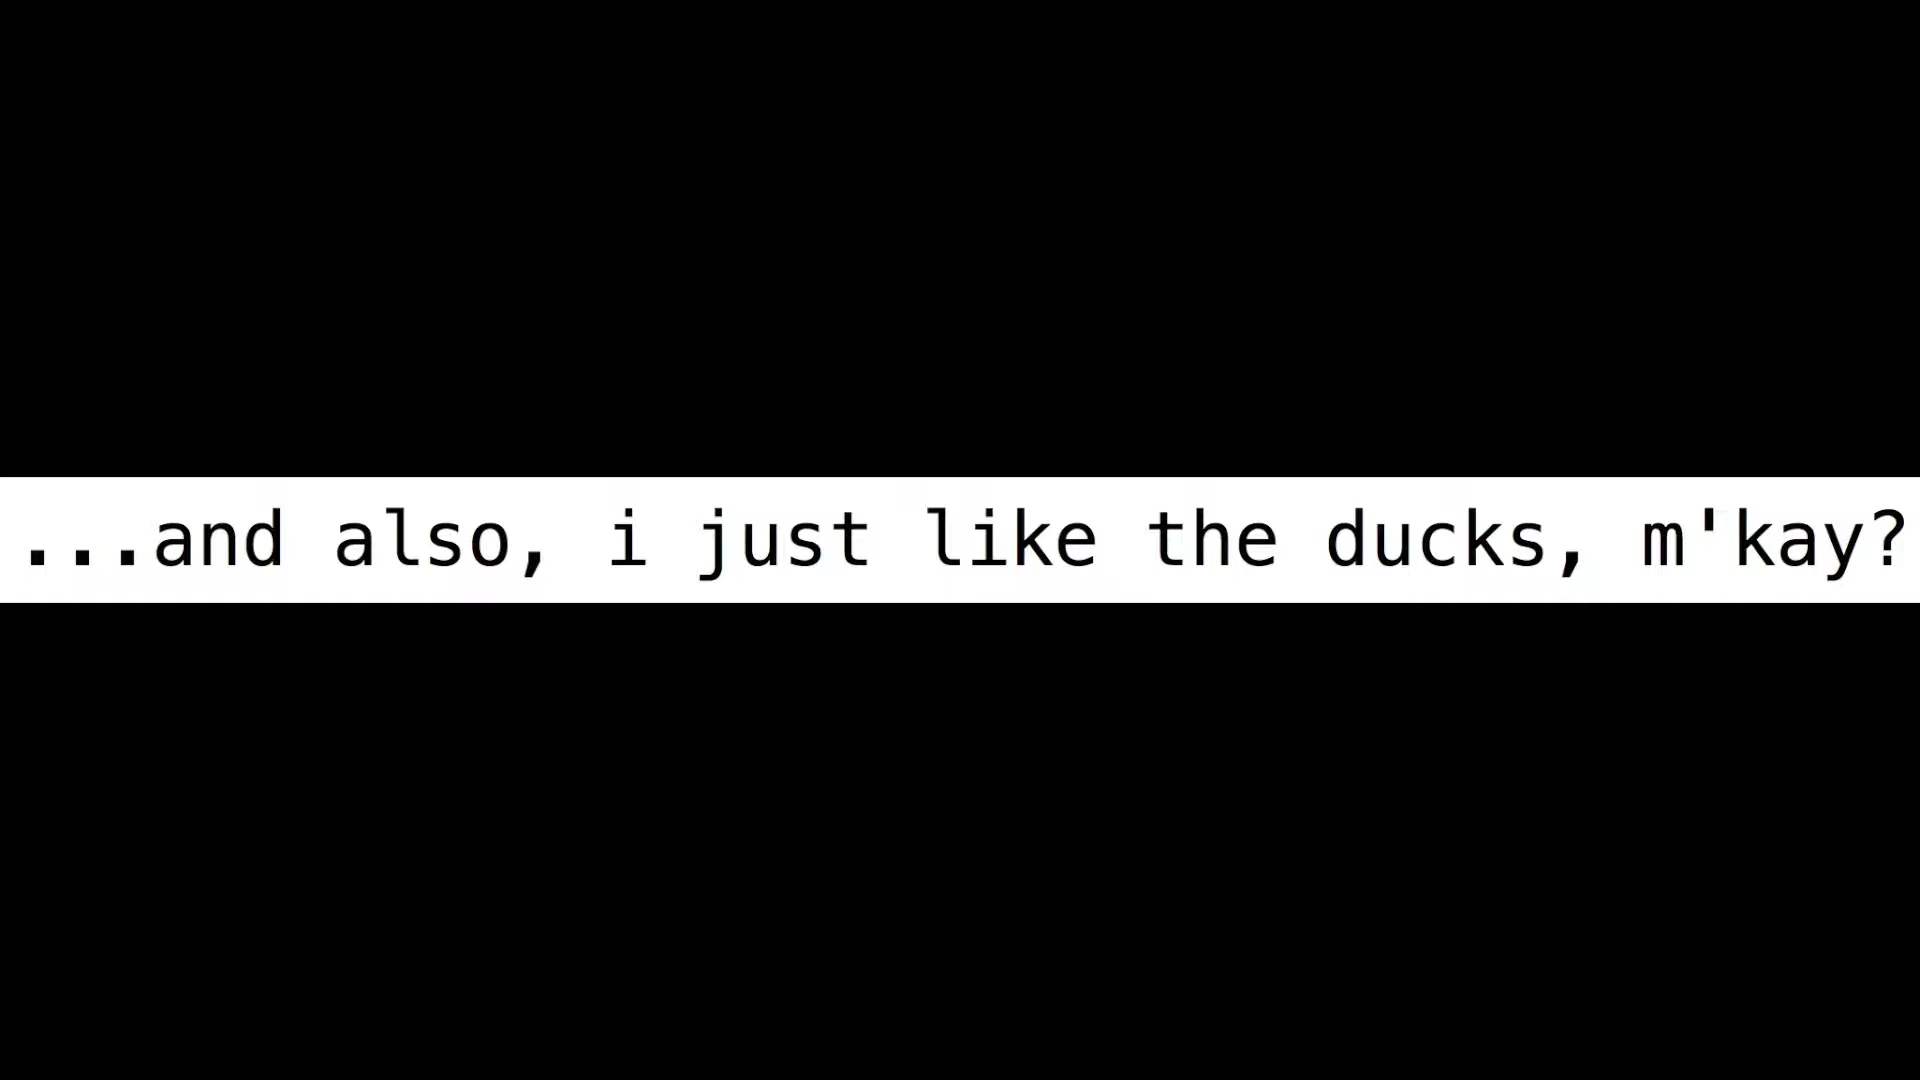 ...and also, i just like the ducks, m'kay?